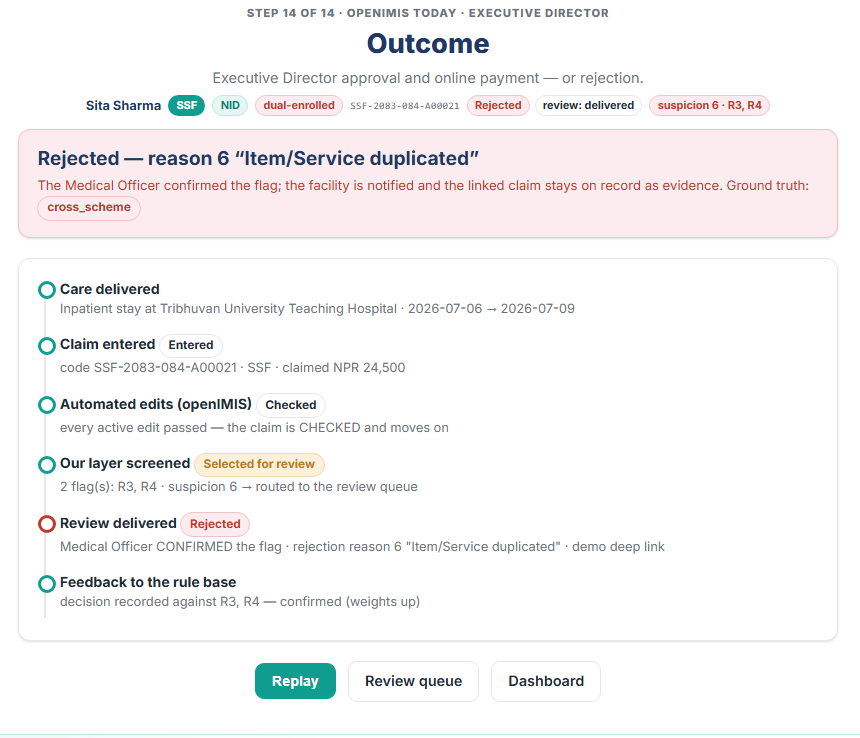 STEP 14 OF 14 · OPENIMIS TODAY · EXECUTIVE DIRECTOR
Outcome
Executive Director approval and online payment — or rejection.
Sita Sharma SSF NID dual-enrolled SSF-2083-084-A00021 Rejected review: delivered suspicion 6 · R3, R4
Rejected — reason 6 “Item/Service duplicated”
The Medical Officer confirmed the flag; the facility is notified and the linked claim stays on record as evidence. Ground truth:
cross_scheme
Care delivered
Inpatient stay at Tribhuvan University Teaching Hospital · 2026-07-06 → 2026-07-09
Claim entered Entered
code SSF-2083-084-A00021 · SSF · claimed NPR 24,500
Automated edits (openIMIS) Checked
every active edit passed — the claim is CHECKED and moves on
Our layer screened Selected for review
2 flag(s): R3, R4 · suspicion 6 → routed to the review queue
Review delivered Rejected
Medical Officer CONFIRMED the flag · rejection reason 6 "Item/Service duplicated" · demo deep link
Feedback to the rule base
decision recorded against R3, R4 — confirmed (weights up)
Replay Review queue Dashboard